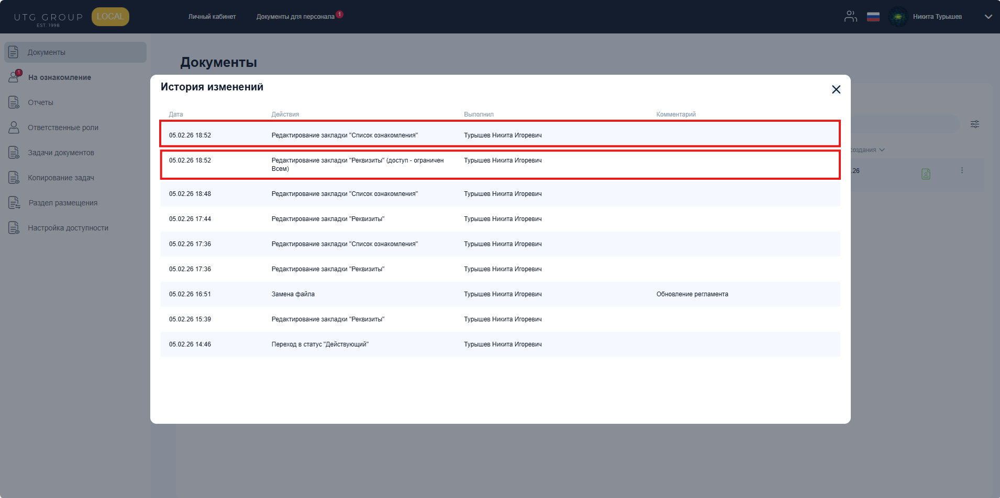 UTG GROUP
EST. 1998
LOCAL
Личный кабинет
Документы для персонала
1
Никита Турышев
Документы
1
На ознакомление
Отчеты
Ответственные роли
Задачи документов
Копирование задач
Раздел размещения
Настройка доступности
Документы
создания
.26
История изменений
Дата Действия Выполнил Комментарий
05.02.26 18:52 Редактирование закладки "Список ознакомления" Турышев Никита Игоревич
05.02.26 18:52 Редактирование закладки "Реквизиты" (доступ - ограничен Турышев Никита Игоревич
Всем)
05.02.26 18:48 Редактирование закладки "Список ознакомления" Турышев Никита Игоревич
05.02.26 17:44 Редактирование закладки "Реквизиты" Турышев Никита Игоревич
05.02.26 17:36 Редактирование закладки "Список ознакомления" Турышев Никита Игоревич
05.02.26 17:36 Редактирование закладки "Реквизиты" Турышев Никита Игоревич
05.02.26 16:51 Замена файла Турышев Никита Игоревич Обновление регламента
05.02.26 15:39 Редактирование закладки "Реквизиты" Турышев Никита Игоревич
05.02.26 14:46 Переход в статус "Действующий" Турышев Никита Игоревич